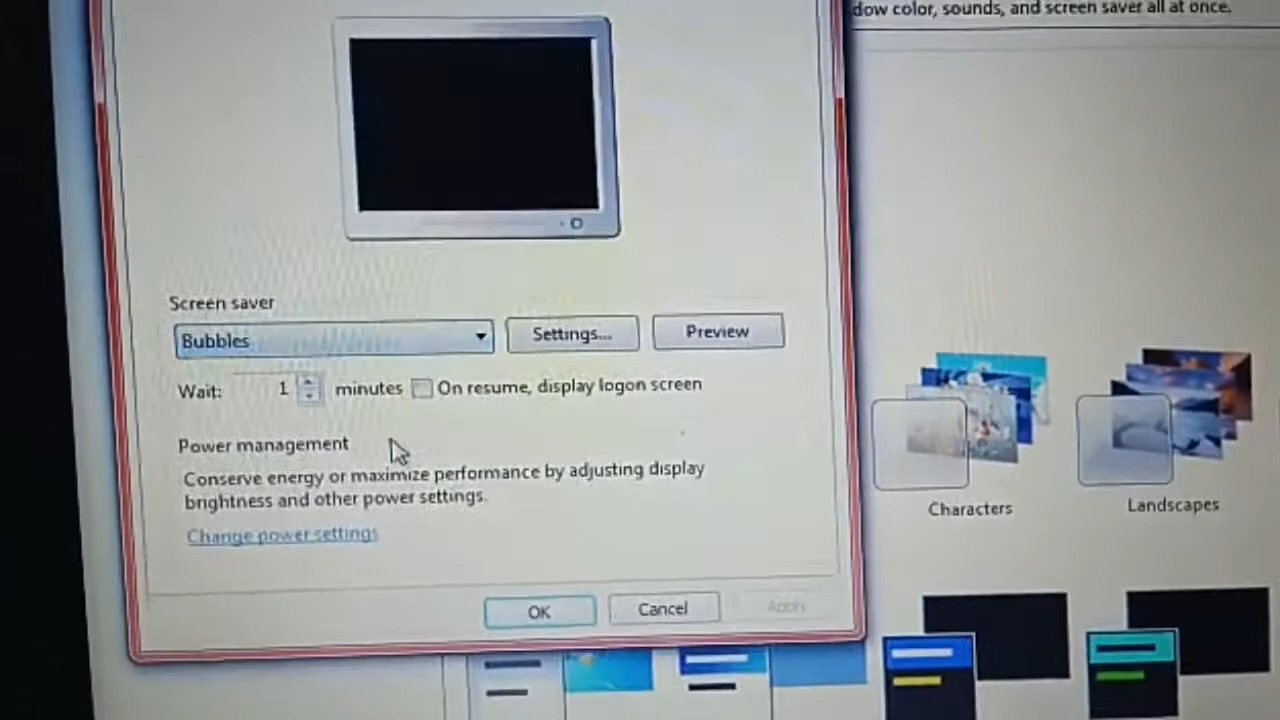 dow color, sounds, and screen saver all at once.
Screen saver
Bubbles
Settings...
Preview
Wait: 1 minutes On resume, display logon screen
Power management
Conserve energy or maximize performance by adjusting display
brightness and other power settings.
Change power settings
OK
Cancel
Apply
Characters
Landscapes